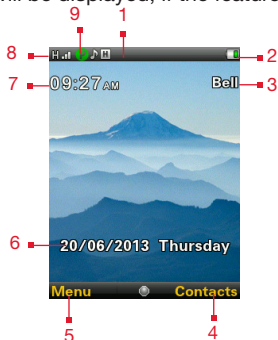 will be displayed, if the feature
9
1
8
H
H
2
7
09:27AM
Bell
3
6
20/06/2013 Thursday
Menu
Contacts
5
4